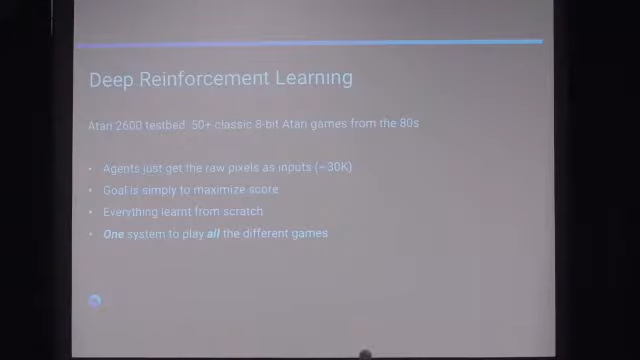 Deep Reinforcement Learning
Atari 2600 testbed 50+ classic 8-bit Atari games from the 80s
• Agents just get the raw pixels as inputs (~30K)
• Goal is simply to maximize score
• Everything learnt from scratch
• One system to play all the different games